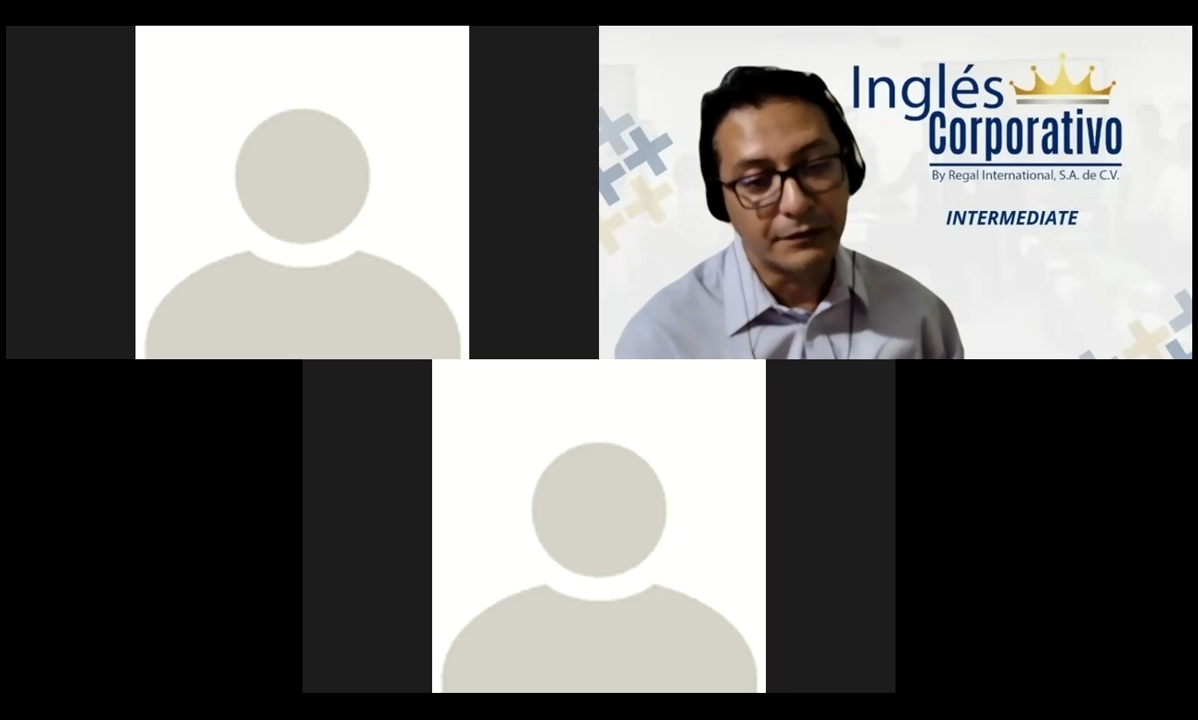 Inglés
Corporativo
By Regal International, S.A. de C.V.
INTERMEDIATE